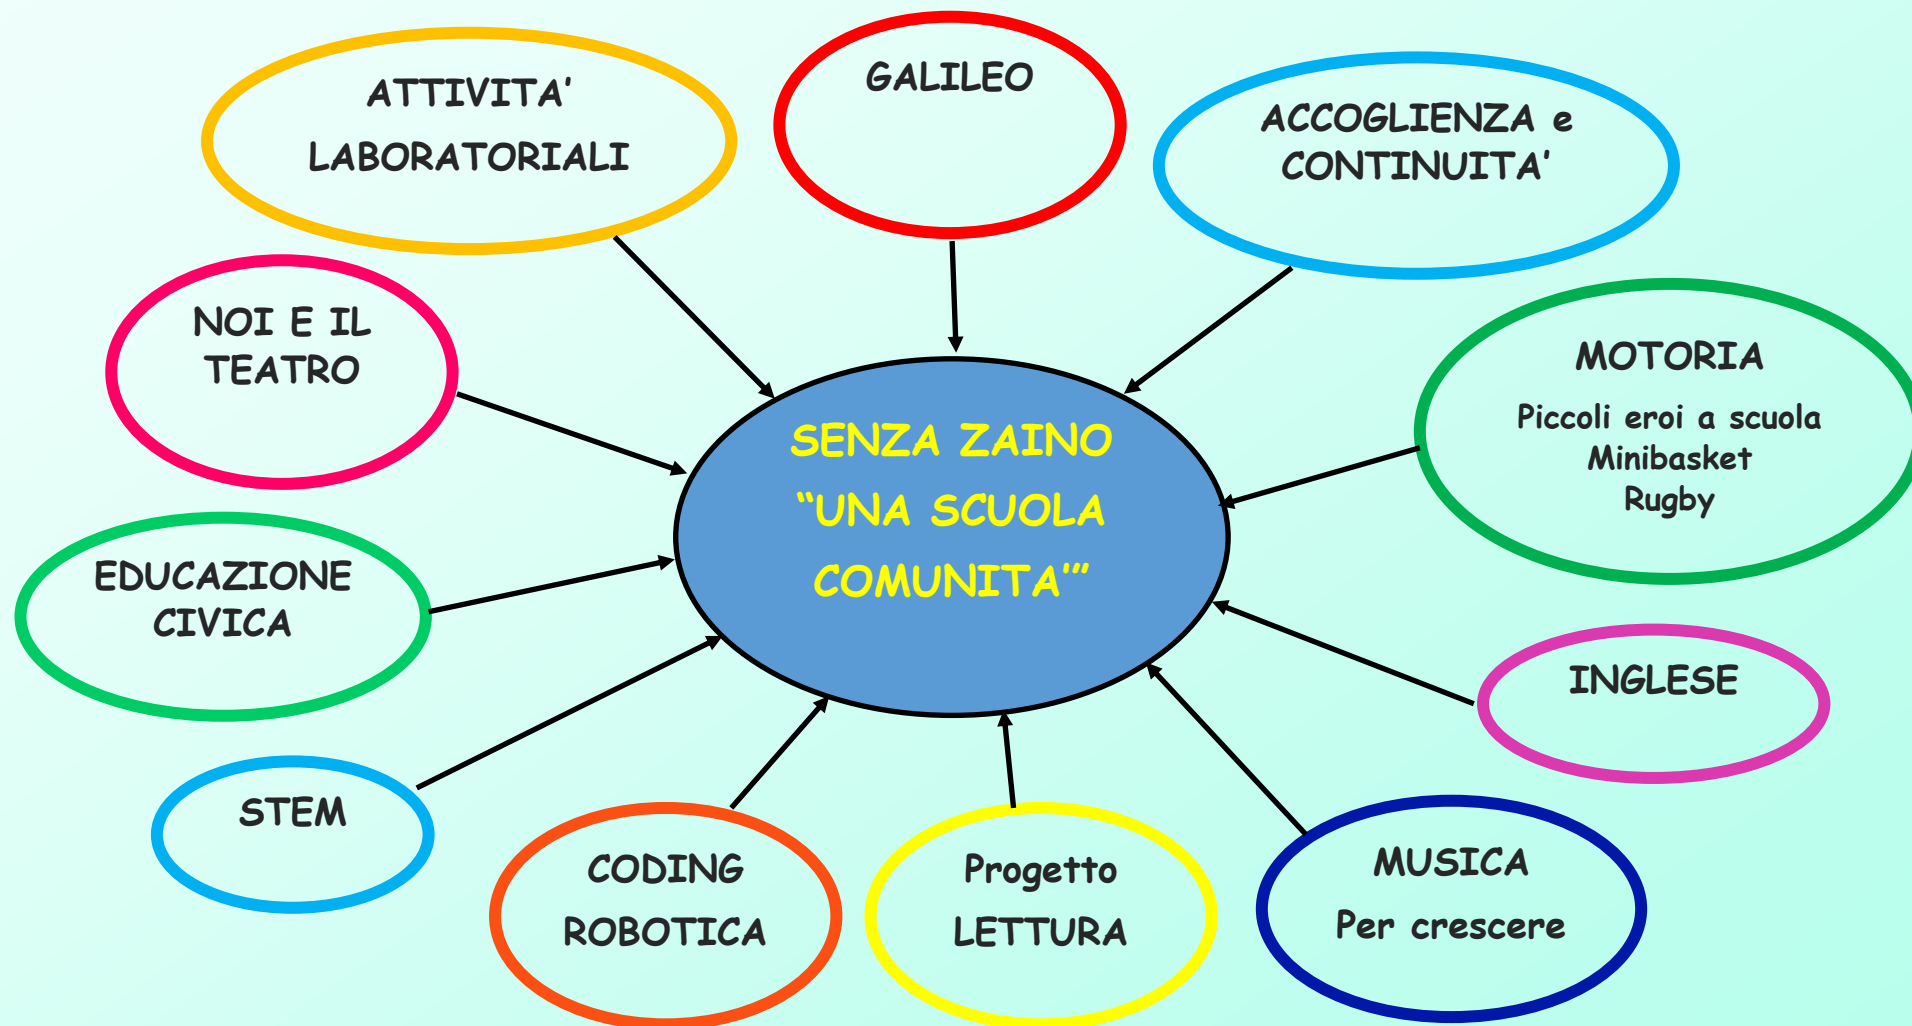 ATTIVITA'
LABORATORIALI
GALILEO
ACCOGLIENZA e
CONTINUITA'
NOI E IL
TEATRO
MOTORIA
Piccoli eroi a scuola
Minibasket
Rugby
SENZA ZAINO
“UNA SCUOLA
COMUNITA'”
EDUCAZIONE
CIVICA
INGLESE
STEM
CODING
ROBOTICA
Progetto
LETTURA
MUSICA
Per crescere